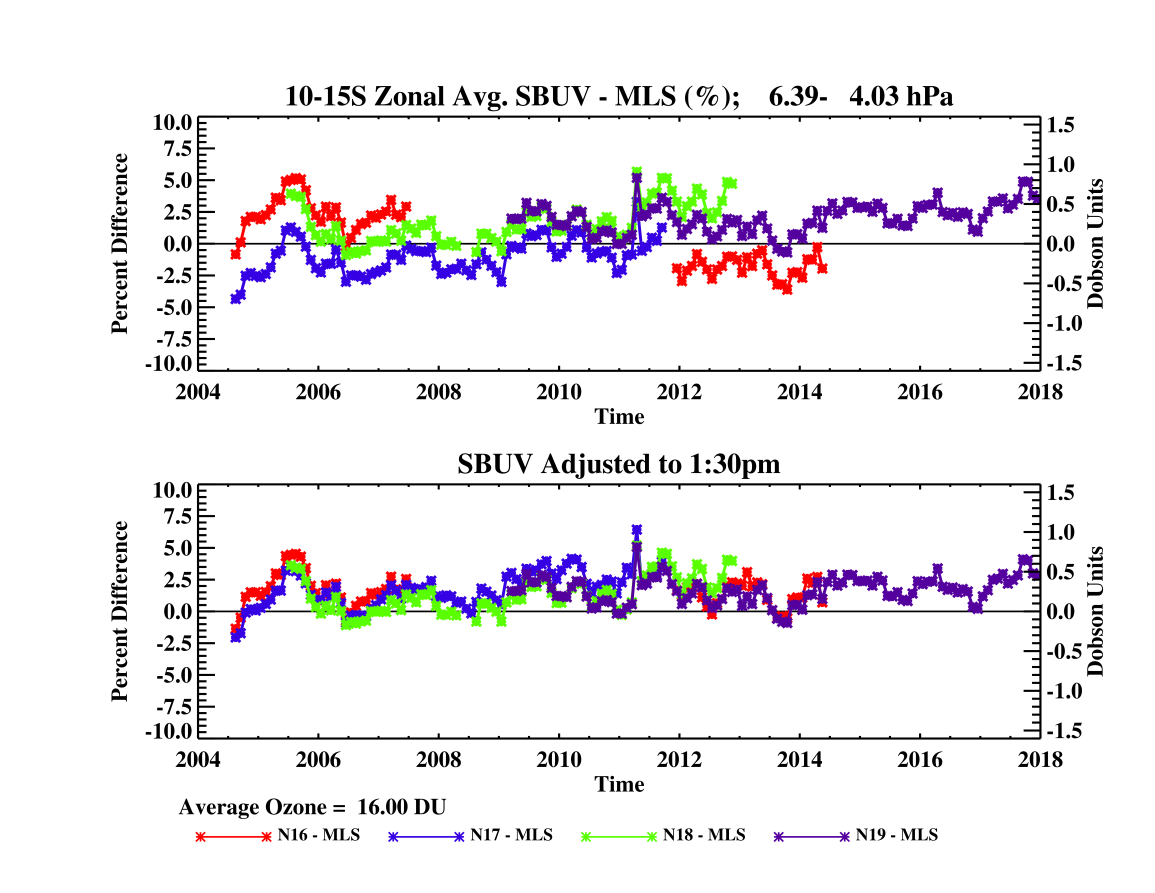 10-15S Zonal Avg. SBUV - MLS (%); 6.39- 4.03 hPa
Percent Difference
10.0
7.5
5.0
2.5
0.0
-2.5
-5.0
-7.5
-10.0
1.5
1.0
0.5
0.0
-0.5
-1.0
-1.5
Dobson Units
2004 2006 2008 2010 2012 2014 2016 2018
Time
SBUV Adjusted to 1:30pm
Percent Difference
10.0
7.5
5.0
2.5
0.0
-2.5
-5.0
-7.5
-10.0
1.5
1.0
0.5
0.0
-0.5
-1.0
-1.5
Dobson Units
2004 2006 2008 2010 2012 2014 2016 2018
Time
Average Ozone = 16.00 DU
N16 - MLS N17 - MLS N18 - MLS N19 - MLS